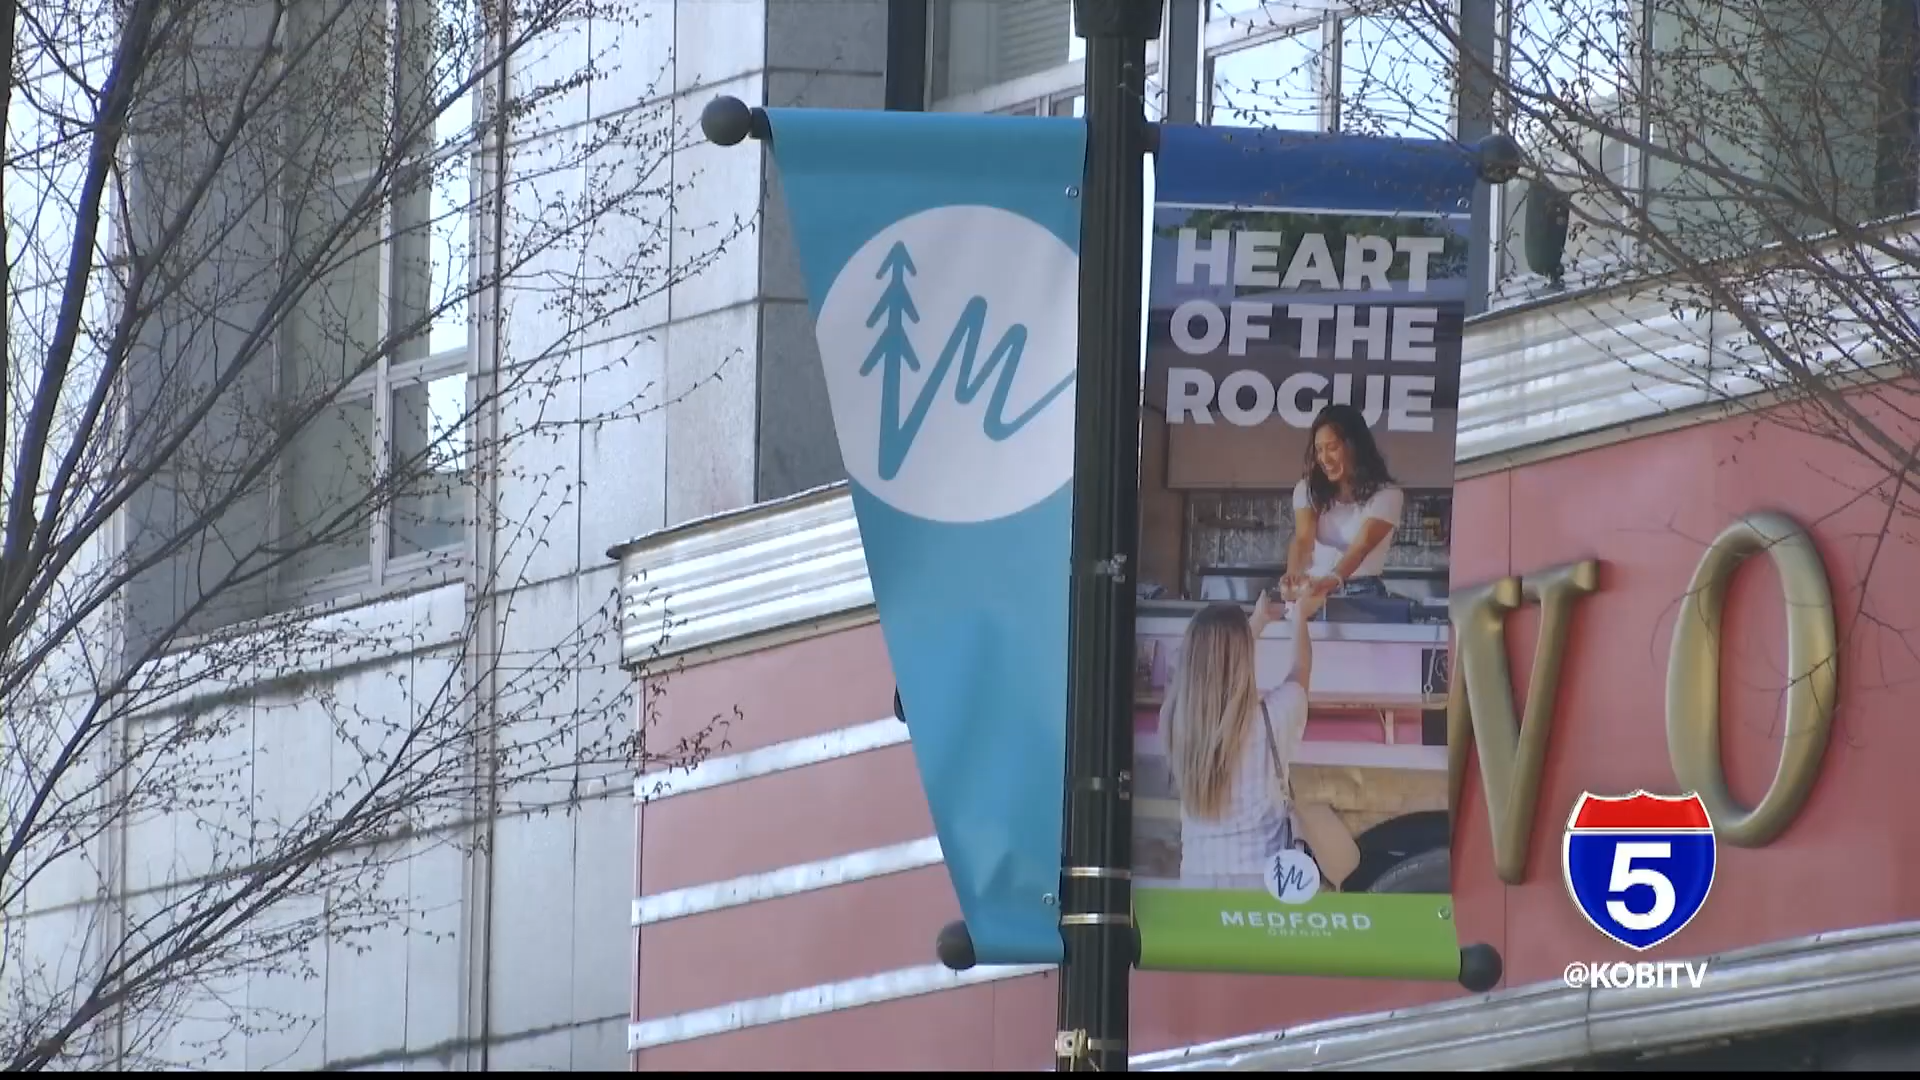 HEART
OF THE
ROGUE
M
M
MEDFORD
OREGON
VO
5
@KOBITV